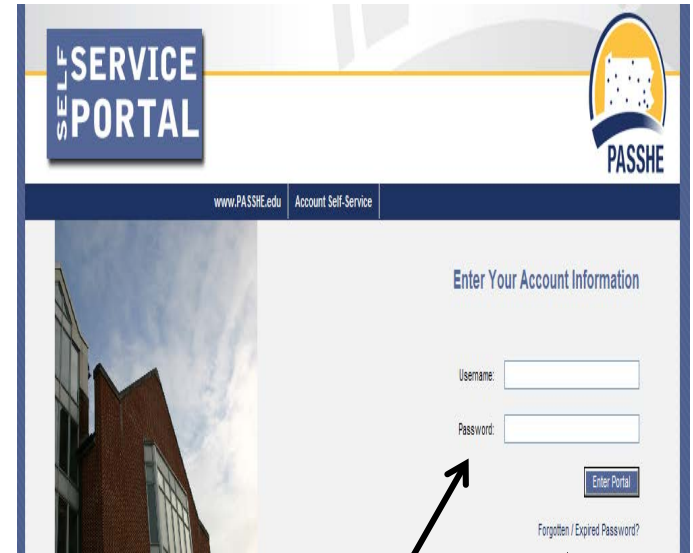 SELF SERVICE PORTAL
PASSHE
www.PASSHE.edu Account Self-Service
Enter Your Account Information
Username:
Password:
Enter Portal
Forgotten / Expired Password?